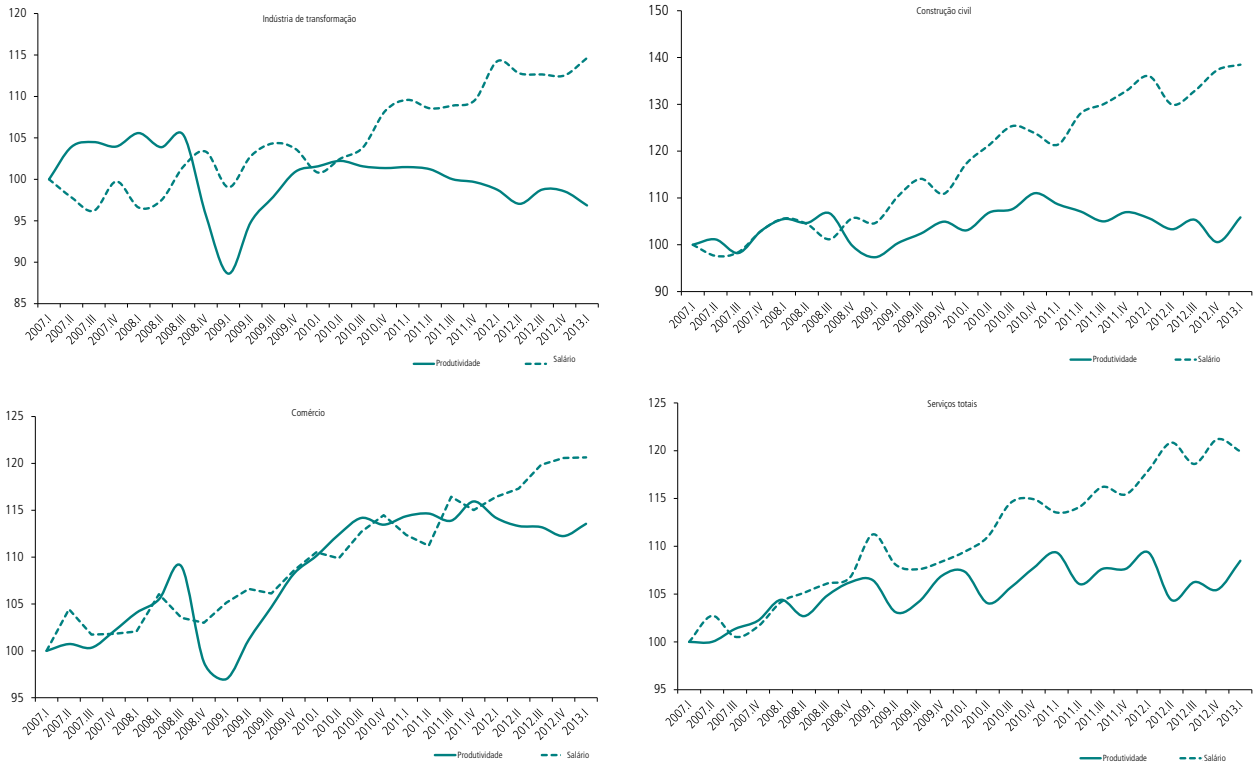 Indústria de transformação
120
115
110
105
100
95
90
85
2007.I 2007.II 2007.III 2007.IV 2008.I 2008.II 2008.III 2008.IV 2009.I 2009.II 2009.III 2009.IV 2010.I 2010.II 2010.III 2010.IV 2011.I 2011.II 2011.III 2011.IV 2012.I 2012.II 2012.III 2012.IV 2013.I
Produtividade Salário
Construção civil
150
140
130
120
110
100
90
2007.I 2007.II 2007.III 2007.IV 2008.I 2008.II 2008.III 2008.IV 2009.I 2009.II 2009.III 2009.IV 2010.I 2010.II 2010.III 2010.IV 2011.I 2011.II 2011.III 2011.IV 2012.I 2012.II 2012.III 2012.IV 2013.I
Produtividade Salário
Comércio
125
120
115
110
105
100
95
2007.I 2007.II 2007.III 2007.IV 2008.I 2008.II 2008.III 2008.IV 2009.I 2009.II 2009.III 2009.IV 2010.I 2010.II 2010.III 2010.IV 2011.I 2011.II 2011.III 2011.IV 2012.I 2012.II 2012.III 2012.IV 2013.I
Produtividade Salário
Serviços totais
125
120
115
110
105
100
95
2007.I 2007.II 2007.III 2007.IV 2008.I 2008.II 2008.III 2008.IV 2009.I 2009.II 2009.III 2009.IV 2010.I 2010.II 2010.III 2010.IV 2011.I 2011.II 2011.III 2011.IV 2012.I 2012.II 2012.III 2012.IV 2013.I
Produtividade Salário